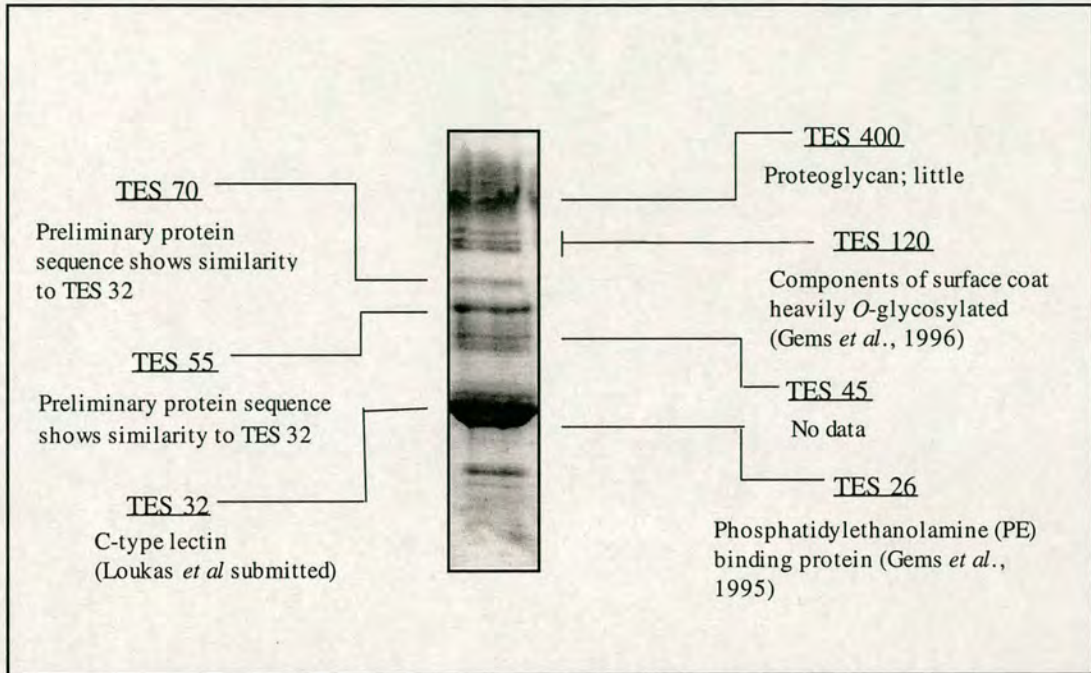 TES 70
Preliminary protein
sequence shows similarity
to TES 32
TES 55
Preliminary protein sequence
shows similarity to TES 32
TES 32
C-type lectin
(Loukas et al submitted)
TES 400
Proteoglycan; little
TES 120
Components of surface coat
heavily O-glycosylated
(Gems et al., 1996)
TES 45
No data
TES 26
Phosphatidylethanolamine (PE)
binding protein (Gems et al.,
1995)